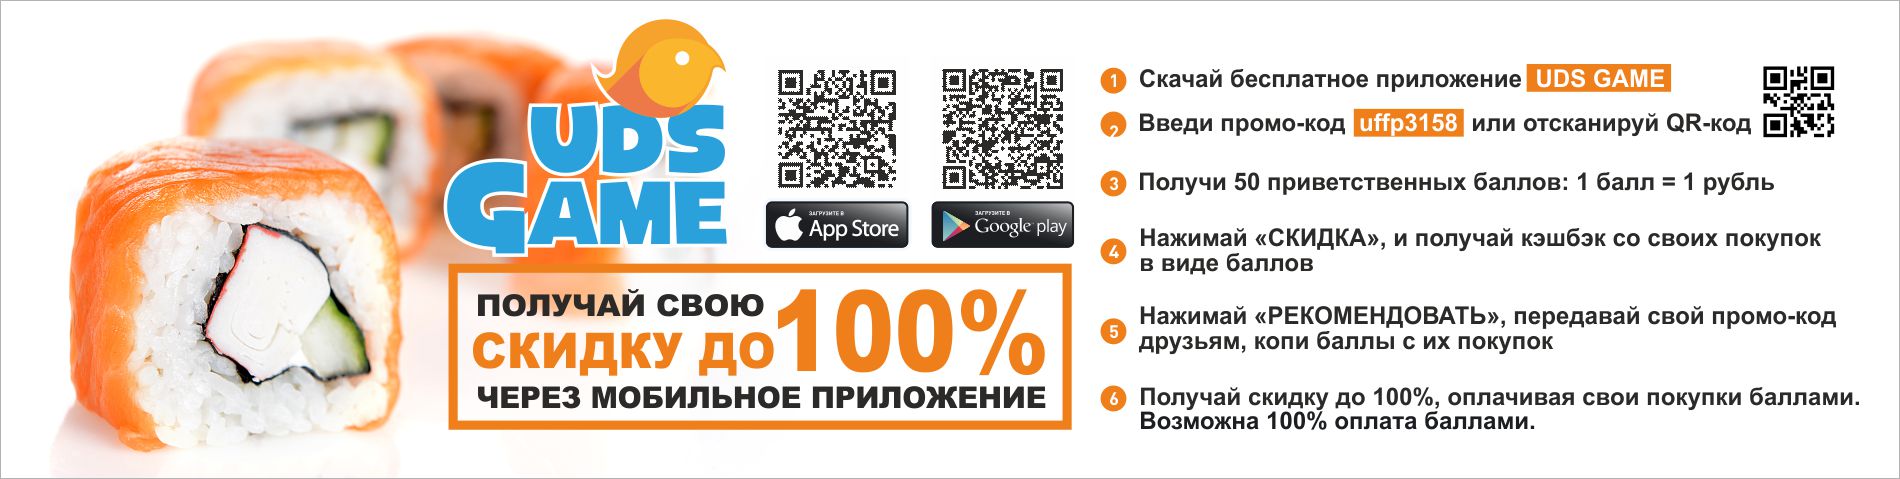 UDS
GAME
ЗАГРУЗИТЕ В
App Store
ЗАГРУЗИТЕ В
Google play
ПОЛУЧАЙ СВОЮ
СКИДКУ ДО 100%
ЧЕРЕЗ МОБИЛЬНОЕ ПРИЛОЖЕНИЕ
1 Скачай бесплатное приложение UDS GAME
2 Введи промо-код uffp3158 или отсканируй QR-код
3 Получи 50 приветственных баллов: 1 балл = 1 рубль
4 Нажимай «СКИДКА», и получай кэшбэк со своих покупок
в виде баллов
5 Нажимай «РЕКОМЕНДОВАТЬ», передавай свой промо-код
друзьям, копи баллы с их покупок
6 Получай скидку до 100%, оплачивая свои покупки баллами.
Возможна 100% оплата баллами.